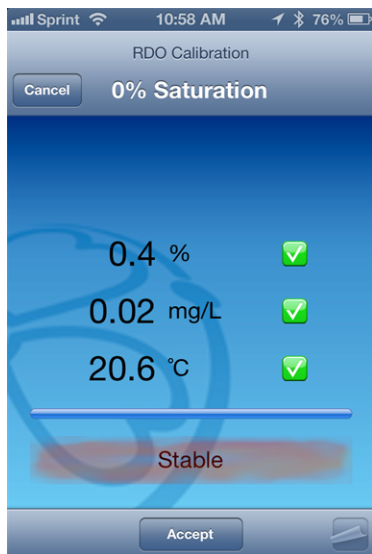 Sprint 10:58 AM 76%
RDO Calibration
Cancel 0% Saturation
0.4 %
0.02 mg/L
20.6 °C
Stable
Accept